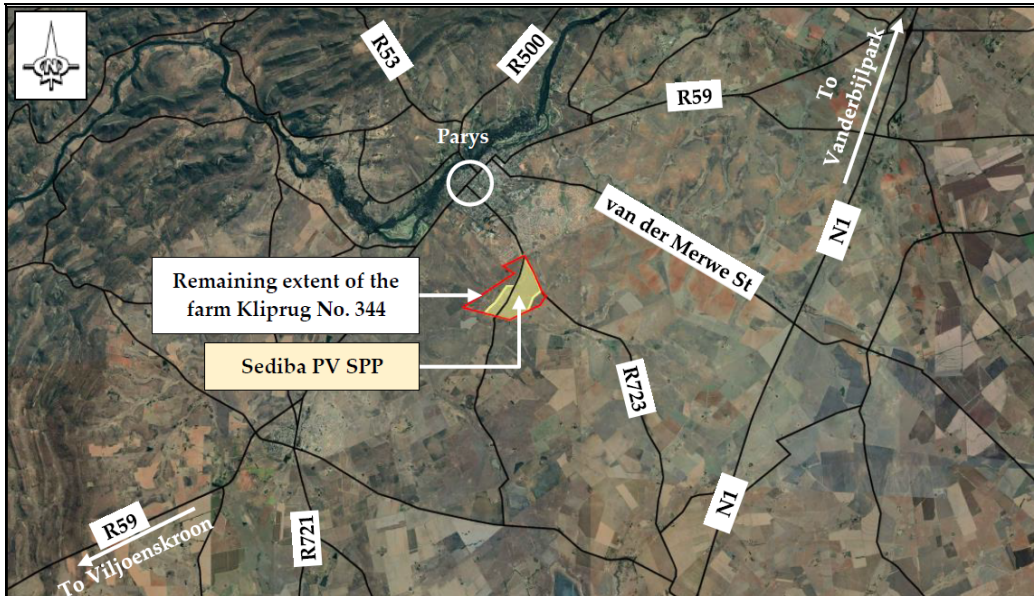 N
R53
R500
R59
To
Vanderbijlpark
Parys
van der Merwe St
N1
Remaining extent of the
farm Kliprug No. 344
Sediba PV SPP
R723
N1
R59
To Viljoenskroon
R721